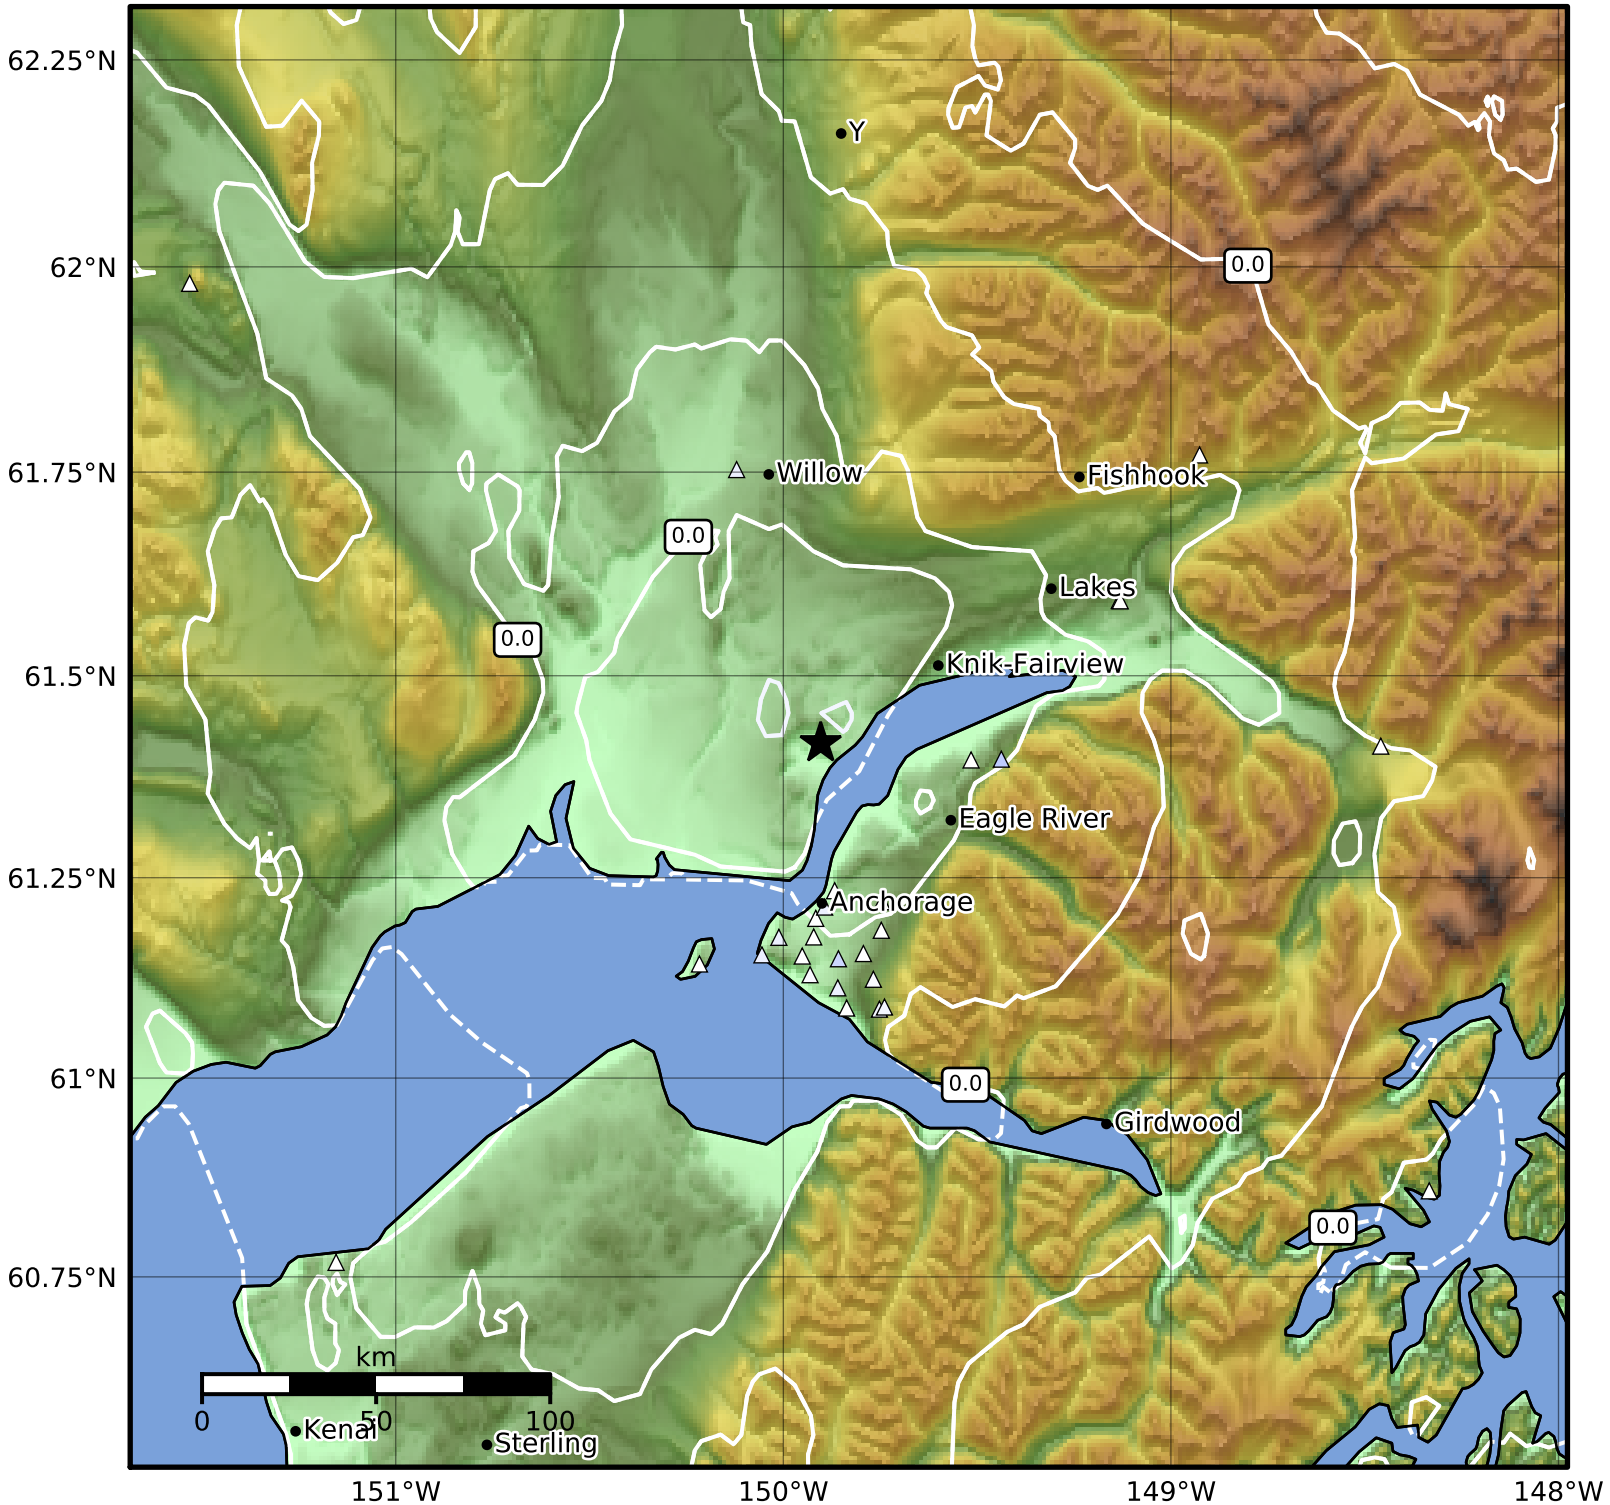 62.25°N
Y
62°N
0.0
61.75°N
Willow
Fishhook
0.0
Lakes
0.0
61.5°N
Knik-Fairview
Eagle River
61.25°N
Anchorage
61°N
0.0
Girdwood
60.75°N
0.0
km
0 50 100
Kenai
Sterling
151°W 150°W 149°W 148°W